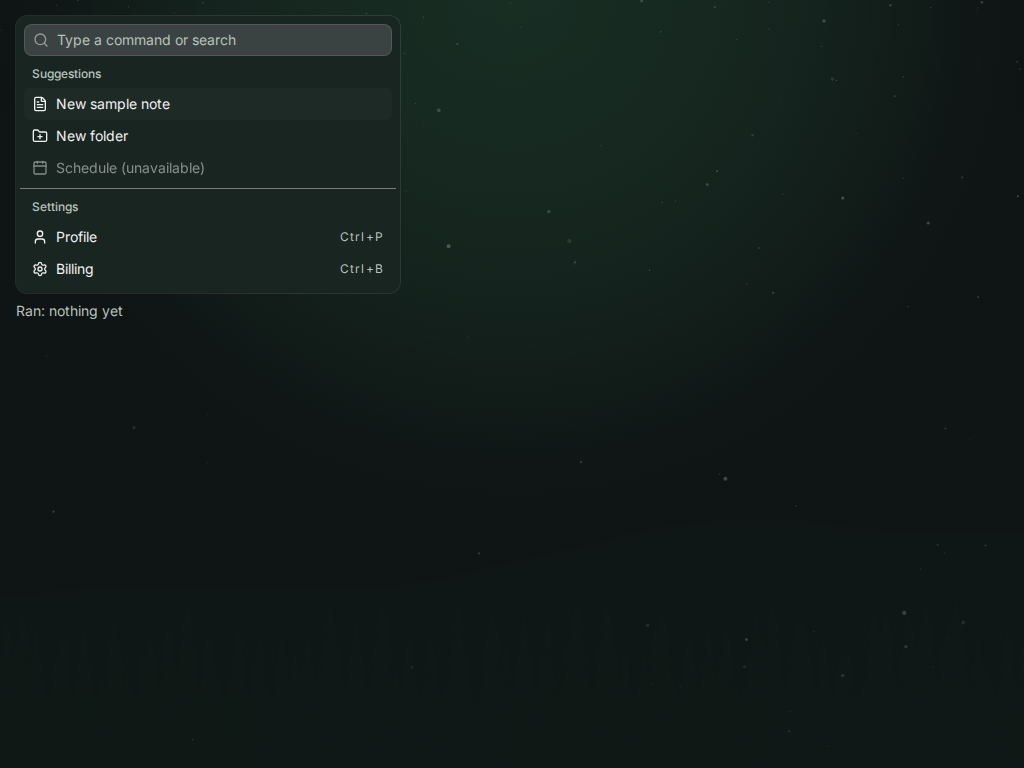 Type a command or search
Suggestions
New sample note
New folder
Schedule (unavailable)
Settings
Profile Ctrl+P
Billing Ctrl+B
Ran: nothing yet